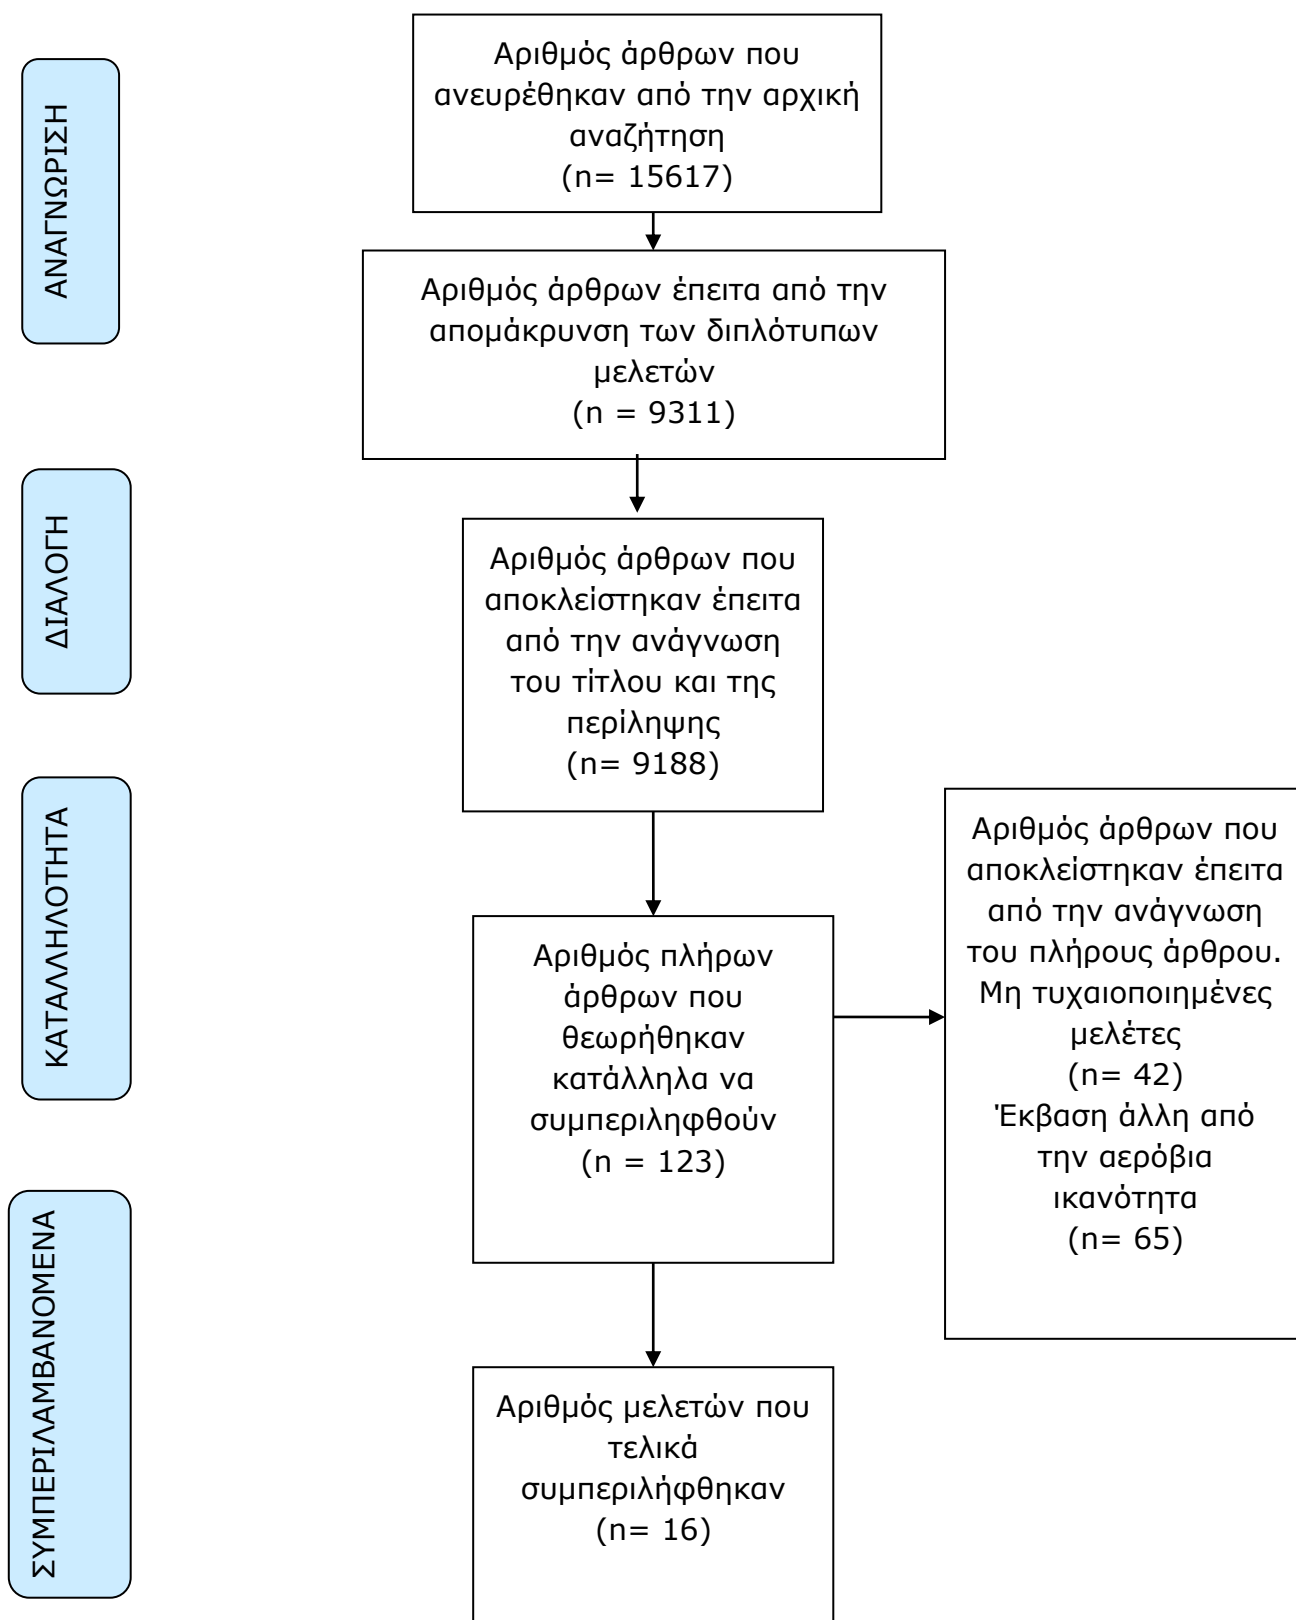 ΑΝΑΓΝΩΡΙΣΗ
Αριθμός άρθρων που
ανευρέθηκαν από την αρχική
αναζήτηση
(n= 15617)
Αριθμός άρθρων έπειτα από την
απομάκρυνση των διπλότυπων
μελετών
(n = 9311)
ΔΙΑΛΟΓΗ
Αριθμός άρθρων που
αποκλείστηκαν έπειτα
από την ανάγνωση
του τίτλου και της
περίληψης
(n= 9188)
ΚΑΤΑΛΛΗΛΟΤΗΤΑ
Αριθμός πλήρων
άρθρων που
θεωρήθηκαν
κατάλληλα να
συμπεριληφθούν
(n = 123)
Αριθμός άρθρων που
αποκλείστηκαν έπειτα
από την ανάγνωση
του πλήρους άρθρου.
Μη τυχαιοποιημένες
μελέτες
(n= 42)
Έκβαση άλλη από
την αερόβια
ικανότητα
(n= 65)
ΣΥΜΠΕΡΙΛΑΜΒΑΝΟΜΕΝΑ
Αριθμός μελετών που
τελικά
συμπεριλήφθηκαν
(n= 16)